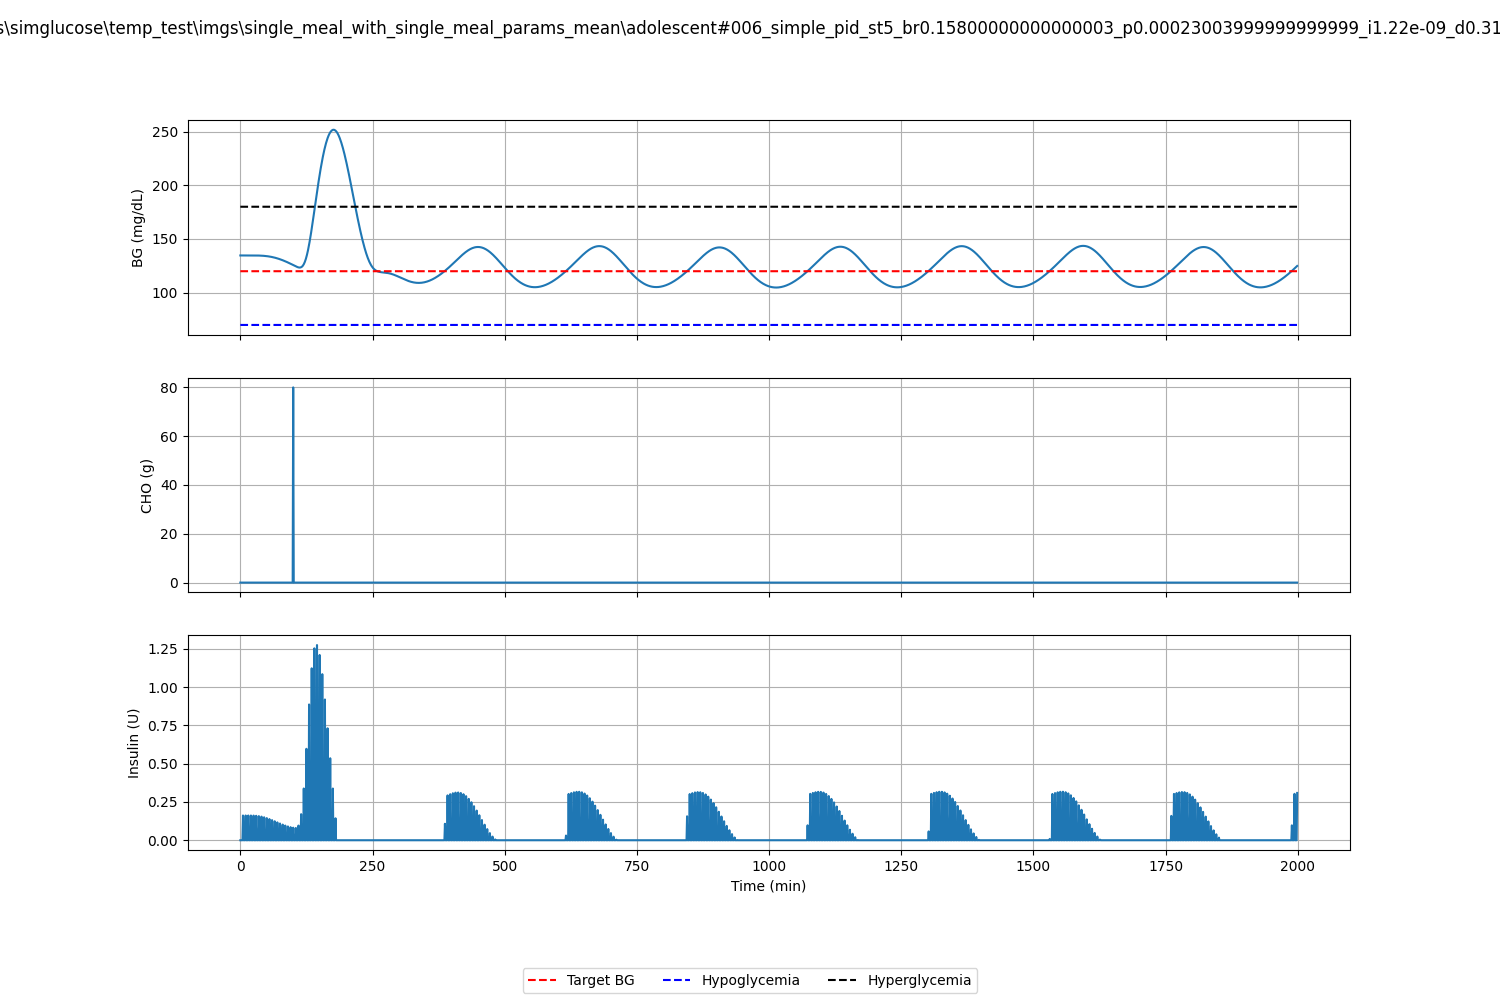 s\simglucose\temp_test\imgs\single_meal_with_single_meal_params_mean\adolescent#006_simple_pid_st5_br0.15800000000000003_p0.00023003999999999999_i1.22e-09_d0.31
250
200
150
100
BG (mg/dL)
80
60
40
20
0
CHO (g)
1.25
1.00
0.75
0.50
0.25
0.00
Insulin (U)
0 250 500 750 1000 1250 1500 1750 2000
Time (min)
Target BG Hypoglycemia Hyperglycemia